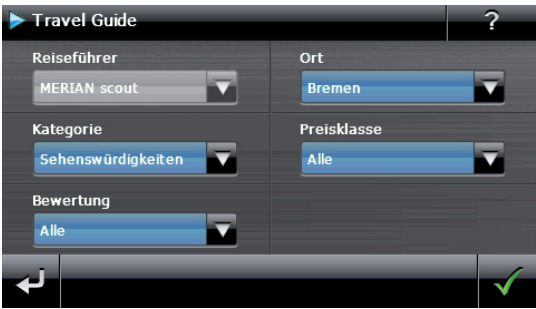 Travel Guide ?
Reiseführer Ort
MERIAN scout Bremen
Kategorie Preisklasse
Sehenswürdigkeiten Alle
Bewertung
Alle